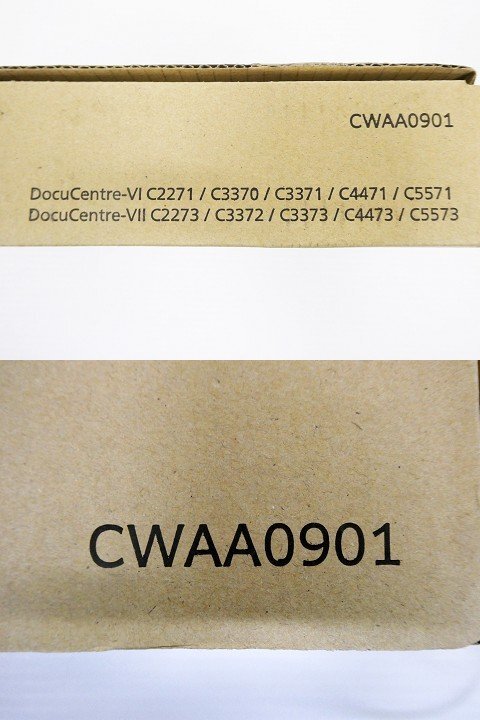 CWAA0901
DocuCentre-VI C2271 / C3370 / C3371 / C4471 / C5571
DocuCentre-VII C2273 / C3372 / C3373 / C4473 / C5573
CWAA0901